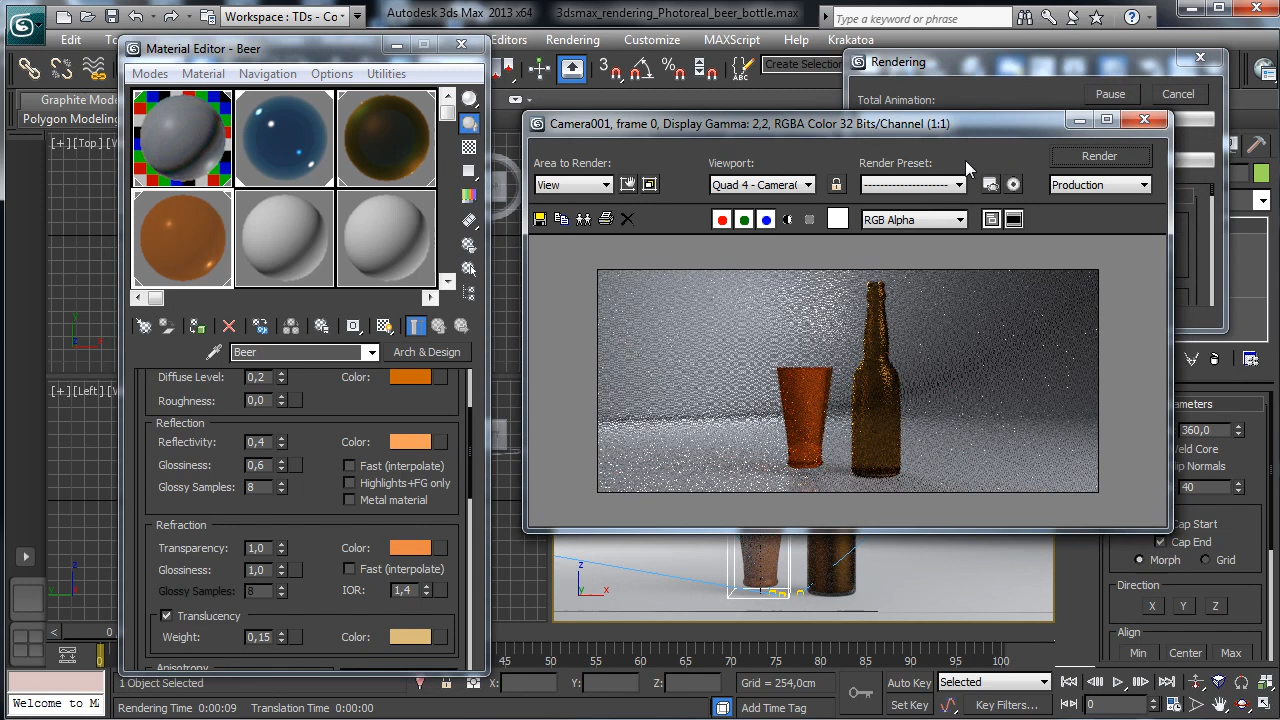 Workspace : TDs - Co
Autodesk 3ds Max 2013 x64
3dsmax_rendering_Photoreal_beer_bottle.max
Type a keyword or phrase
Edit
Editors
Rendering
Customize
MAXScript
Help
Krakatoa
Material Editor - Beer
Modes
Material
Navigation
Options
Utilities
Create Selection
Rendering
Total Animation:
Pause
Cancel
Graphite Mode
Polygon Modeling
[+][Top]
[+][Left]
Camera001, frame 0, Display Gamma: 2,2, RGBA Color 32 Bits/Channel (1:1)
Area to Render:
Viewport:
Render Preset:
Render
View
Quad 4 - Camera0
--------------------
Production
RGB Alpha
Beer
Arch & Design
Diffuse Level:
0,2
Color:
Roughness:
0,0
Reflection
Reflectivity:
0,4
Color:
Glossiness:
0,6
Fast (interpolate)
Highlights+FG only
Glossy Samples:
8
Metal material
Refraction
Transparency:
1,0
Color:
Glossiness:
1,0
Fast (interpolate)
Glossy Samples:
8
IOR:
1,4
Translucency
Weight:
0,15
Color:
Anisotropy
z
x
y
z
x
y
z
x
360,0
40
Cap Start
Cap End
Morph
Grid
Direction
X
Y
Z
Align
Min
Center
Max
0
0
45
50
55
60
65
70
75
80
85
90
95
100
1 Object Selected
X:
Y:
Z:
Grid = 254,0cm
Auto Key
Selected
Welcome to M
Rendering Time 0:00:09
Translation Time 0:00:00
Add Time Tag
Set Key
Key Filters...
0